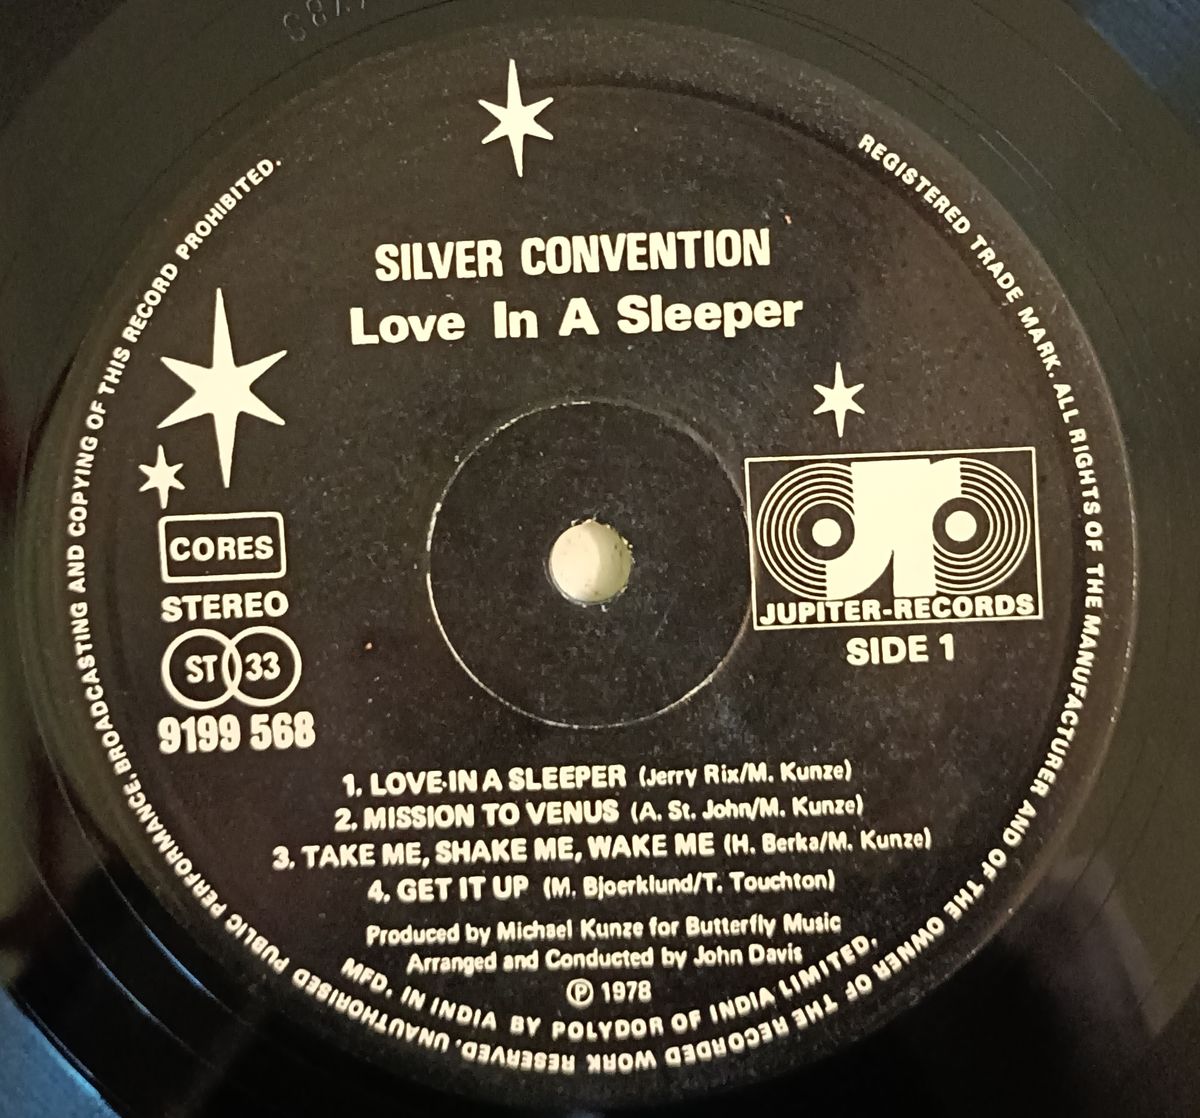 SILVER CONVENTION
Love In A Sleeper
CORES
STEREO
ST 33
9199 568
JR
JUPITER-RECORDS
SIDE 1
1. LOVE·IN A SLEEPER (Jerry Rix/M. Kunze)
2. MISSION TO VENUS (A. St. John/M. Kunze)
3. TAKE ME, SHAKE ME, WAKE ME (H. Berka/M. Kunze)
4. GET IT UP (M. Bjoerklund/T. Touchton)
Produced by Michael Kunze for Butterfly Music
Arranged and Conducted by John Davis
Ⓟ 1978
MFD. IN INDIA BY POLYDOR OF INDIA LIMITED.
REGISTERED TRADE MARK. ALL RIGHTS OF THE MANUFACTURER AND OF THE OWNER OF THE RECORDED WORK RESERVED. UNAUTHORISED PUBLIC PERFORMANCE, BROADCASTING AND COPYING OF THIS RECORD PROHIBITED.